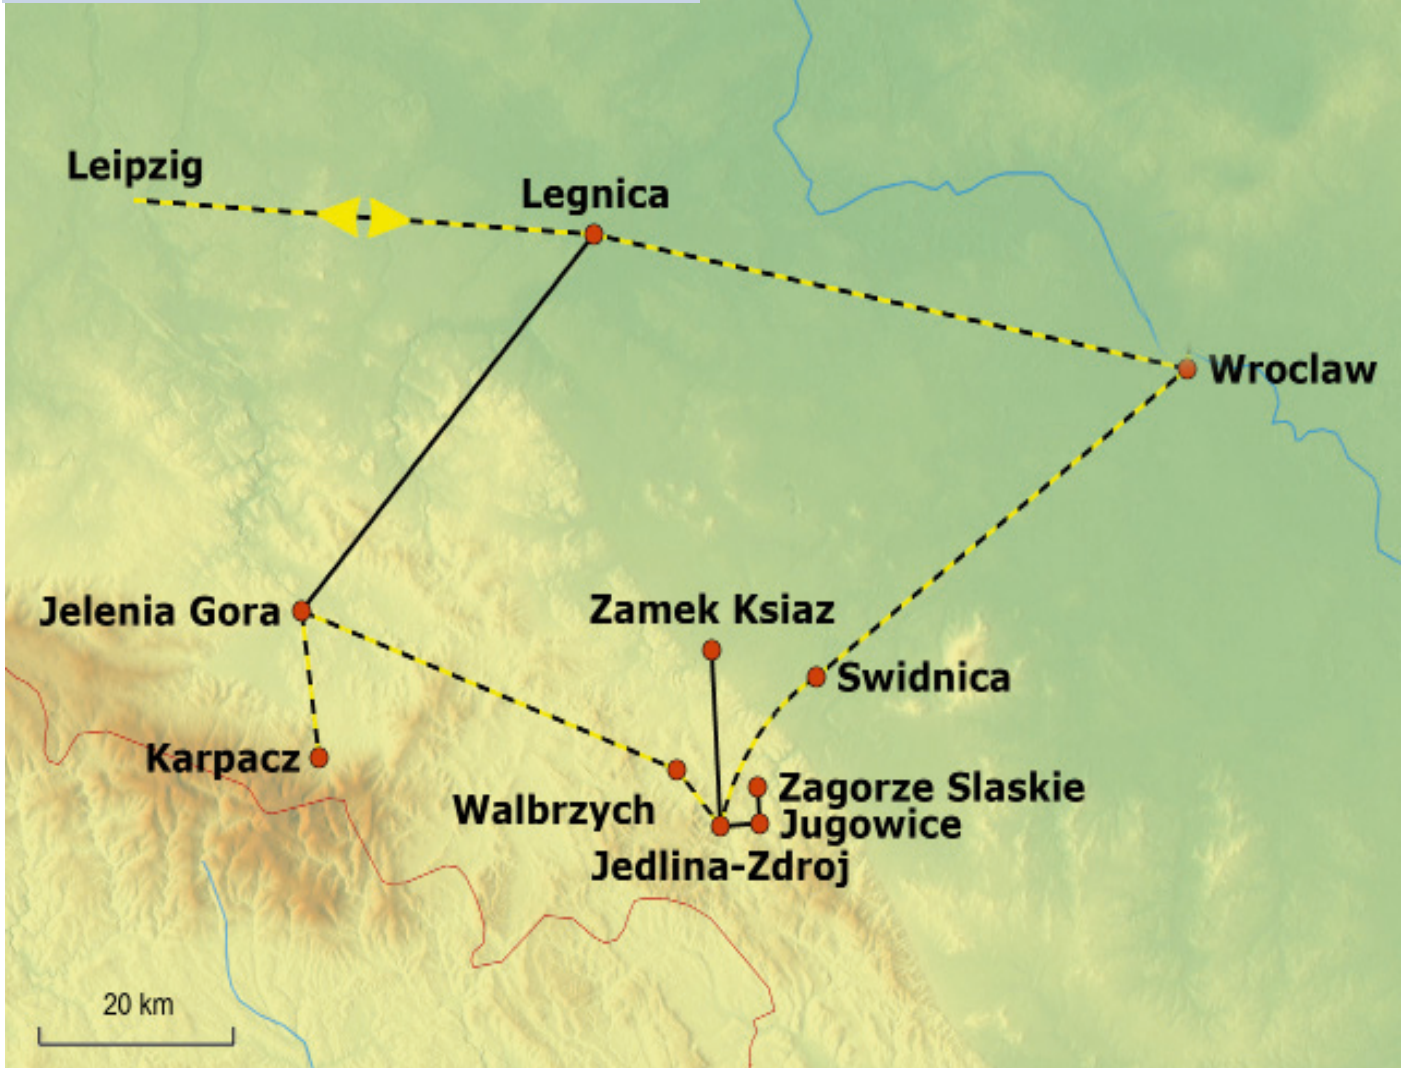 Leipzig
Legnica
Wroclaw
Jelenia Gora
Zamek Ksiaz
Swidnica
Karpacz
Walbrzych
Zagorze Slaskie
Jugowice
Jedlina-Zdroj
20 km